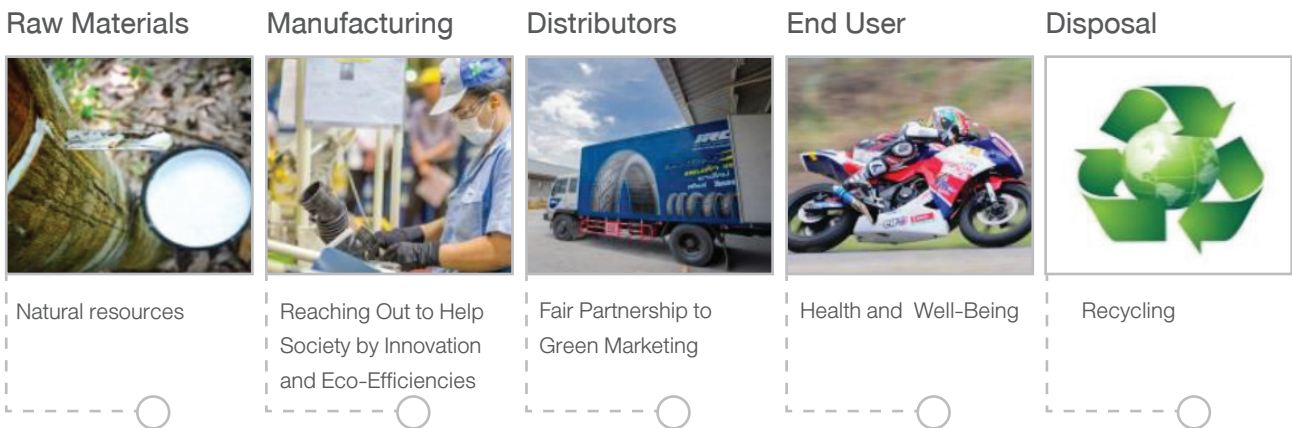 Raw Materials
Manufacturing
Distributors
End User
Disposal
IRC
Natural resources
Reaching Out to Help
Society by Innovation
and Eco-Efficiencies
Fair Partnership to
Green Marketing
Health and Well-Being
Recycling